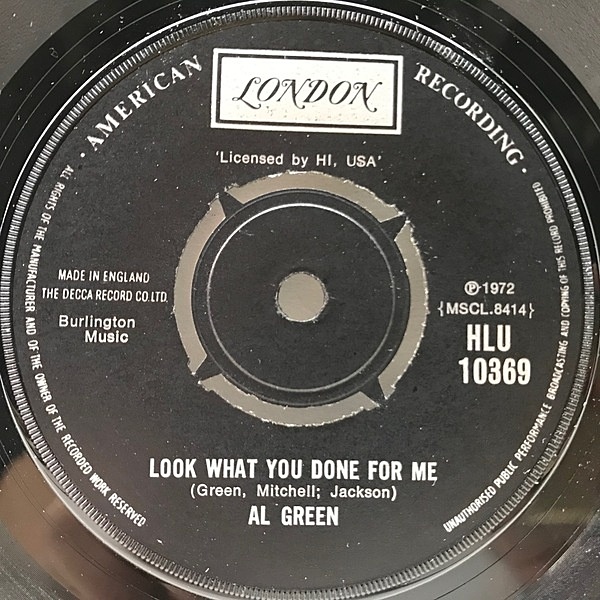 · AMERICAN RECORDING ·
LONDON
'Licensed by HI, USA'
MADE IN ENGLAND
THE DECCA RECORD CO.LTD.
Burlington
Music
℗1972
{MSCL.8414}
HLU
10369
LOOK WHAT YOU DONE FOR ME
(Green, Mitchell; Jackson)
AL GREEN
ALL RIGHTS OF THE MANUFACTURER AND OF THE OWNER OF THE RECORDED WORK RESERVED
UNAUTHORISED PUBLIC PERFORMANCE BROADCASTING AND COPYING OF THIS RECORD PROHIBITED